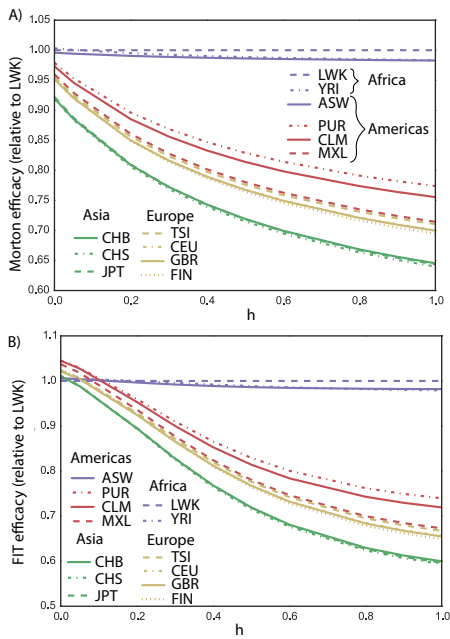 A)
Morton efficacy (relative to LWK)
1.05
1.00
0.95
0.90
0.85
0.80
0.75
0.70
0.65
0.60
LWK
YRI
Africa
ASW
PUR
CLM
MXL
Americas
Asia
CHB
CHS
JPT
Europe
TSI
CEU
GBR
FIN
0.0 0.2 0.4 0.6 0.8 1.0
h
B)
FIT efficacy (relative to LWK)
1.1
1.0
0.9
0.8
0.7
0.6
0.5
Americas
ASW
PUR
CLM
MXL
Africa
LWK
YRI
Asia
CHB
CHS
JPT
Europe
TSI
CEU
GBR
FIN
0.0 0.2 0.4 0.6 0.8 1.0
h